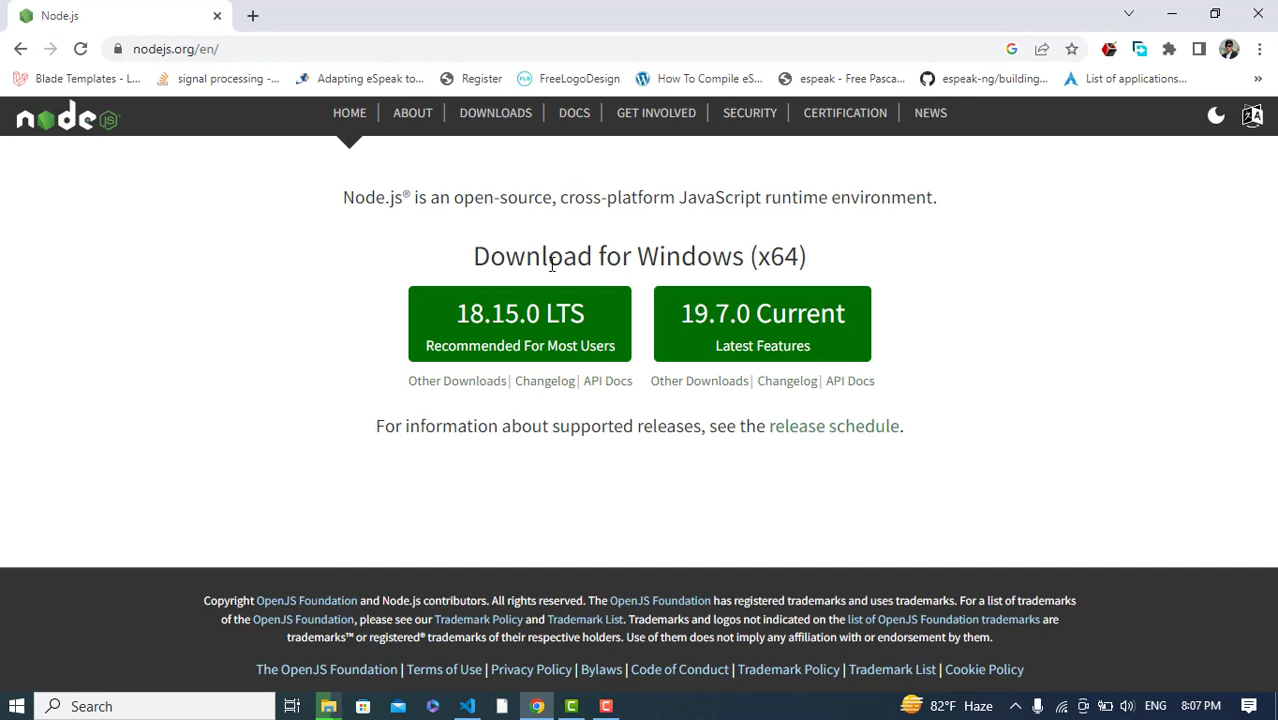 Node.js
nodejs.org/en/
Blade Templates - L...
signal processing -...
Adapting eSpeak to...
Register
FreeLogoDesign
How To Compile eS...
espeak - Free Pasca...
espeak-ng/building...
List of applications...
node JS
HOME
ABOUT
DOWNLOADS
DOCS
GET INVOLVED
SECURITY
CERTIFICATION
NEWS
Node.js® is an open-source, cross-platform JavaScript runtime environment.
Download for Windows (x64)
18.15.0 LTS
Recommended For Most Users
19.7.0 Current
Latest Features
Other Downloads | Changelog | API Docs
Other Downloads | Changelog | API Docs
For information about supported releases, see the release schedule.
Copyright OpenJS Foundation and Node.js contributors. All rights reserved. The OpenJS Foundation has registered trademarks and uses trademarks. For a list of trademarks
of the OpenJS Foundation, please see our Trademark Policy and Trademark List. Trademarks and logos not indicated on the list of OpenJS Foundation trademarks are
trademarks™ or registered® trademarks of their respective holders. Use of them does not imply any affiliation with or endorsement by them.
The OpenJS Foundation | Terms of Use | Privacy Policy | Bylaws | Code of Conduct | Trademark Policy | Trademark List | Cookie Policy
Search
82°F Haze
ENG
8:07 PM